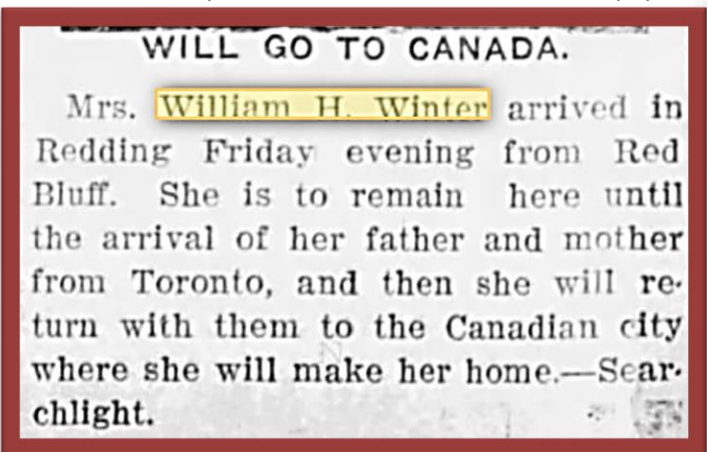 WILL GO TO CANADA.
Mrs. William H. Winter arrived in
Redding Friday evening from Red
Bluff. She is to remain here until
the arrival of her father and mother
from Toronto, and then she will re-
turn with them to the Canadian city
where she will make her home.—Sear-
chlight.